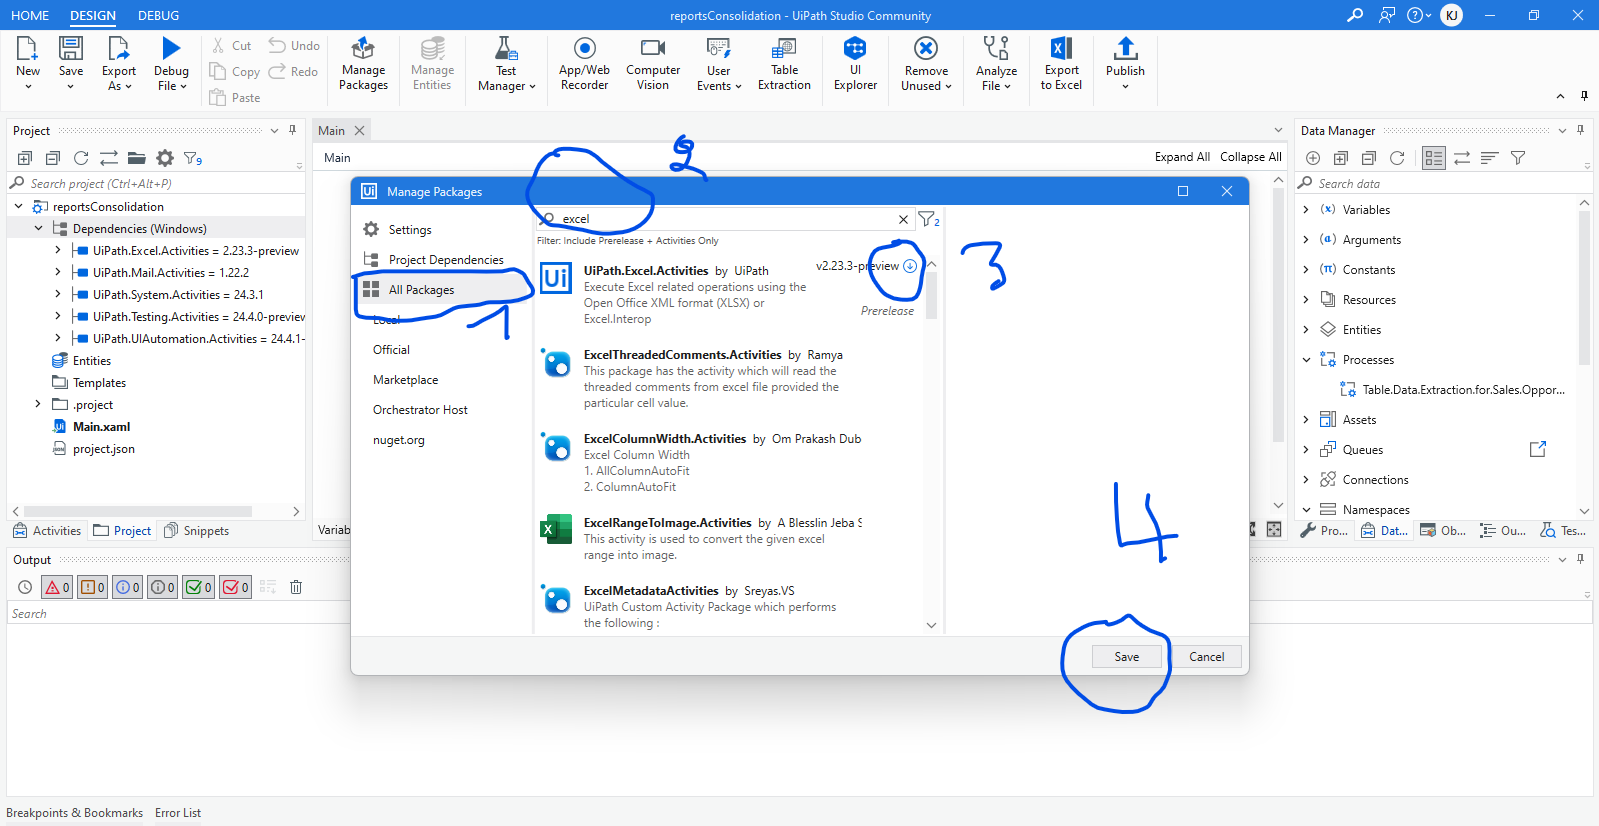 HOME DESIGN DEBUG
reportsConsolidation - UiPath Studio Community
KJ
New
Save
Export As
Debug File
Cut
Copy
Paste
Undo
Redo
Manage Packages
Manage Entities
Test Manager
App/Web Recorder
Computer Vision
User Events
Table Extraction
UI Explorer
Remove Unused
Analyze File
Export to Excel
Publish
Project
9
Search project (Ctrl+Alt+P)
reportsConsolidation
Dependencies (Windows)
UiPath.Excel.Activities = 2.23.3-preview
UiPath.Mail.Activities = 1.22.2
UiPath.System.Activities = 24.3.1
UiPath.Testing.Activities = 24.4.0-preview
UiPath.UIAutomation.Activities = 24.4.1-
Entities
Templates
.project
Main.xaml
project.json
Activities
Project
Snippets
Main
Main
Expand All Collapse All
Variab
2
Ui Manage Packages
Settings
Project Dependencies
All Packages
1
Local
Official
Marketplace
Orchestrator Host
nuget.org
excel
2
Filter: Include Prerelease + Activities Only
Ui
UiPath.Excel.Activities by UiPath
v2.23.3-preview
Execute Excel related operations using the
Open Office XML format (XLSX) or
Excel.Interop
Prerelease
3
ExcelThreadedComments.Activities by Ramya
This package has the activity which will read the
threaded comments from excel file provided the
particular cell value.
ExcelColumnWidth.Activities by Om Prakash Dub
Excel Column Width
1. AllColumnAutoFit
2. ColumnAutoFit
ExcelRangeToImage.Activities by A Blesslin Jeba S
This activity is used to convert the given excel
range into image.
ExcelMetadataActivities by Sreyas.VS
UiPath Custom Activity Package which performs
the following :
4
Save
Cancel
Data Manager
Search data
Variables
Arguments
Constants
Resources
Entities
Processes
Table.Data.Extraction.for.Sales.Oppor...
Assets
Queues
Connections
Namespaces
Pro...
Dat...
Ob...
Ou...
Tes...
Output
0 0 0 0 0 0
Search
Breakpoints & Bookmarks
Error List